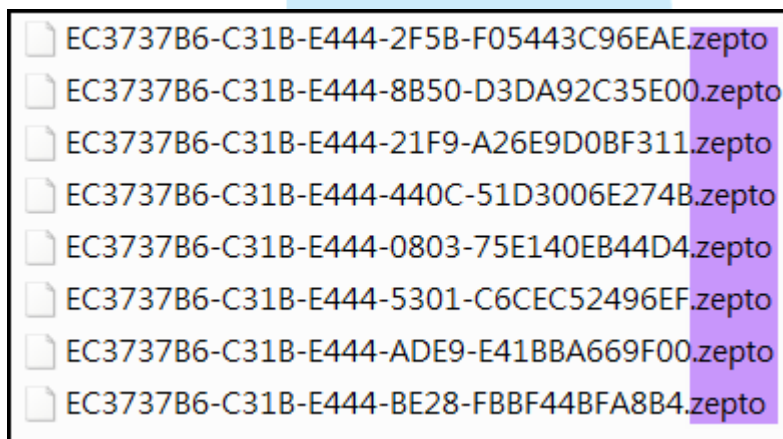 EC3737B6-C31B-E444-2F5B-F05443C96EAE.zepto
EC3737B6-C31B-E444-8B50-D3DA92C35E00.zepto
EC3737B6-C31B-E444-21F9-A26E9D0BF311.zepto
EC3737B6-C31B-E444-440C-51D3006E274B.zepto
EC3737B6-C31B-E444-0803-75E140EB44D4.zepto
EC3737B6-C31B-E444-5301-C6CEC52496EF.zepto
EC3737B6-C31B-E444-ADE9-E41BBA669F00.zepto
EC3737B6-C31B-E444-BE28-FBBF44BFA8B4.zepto